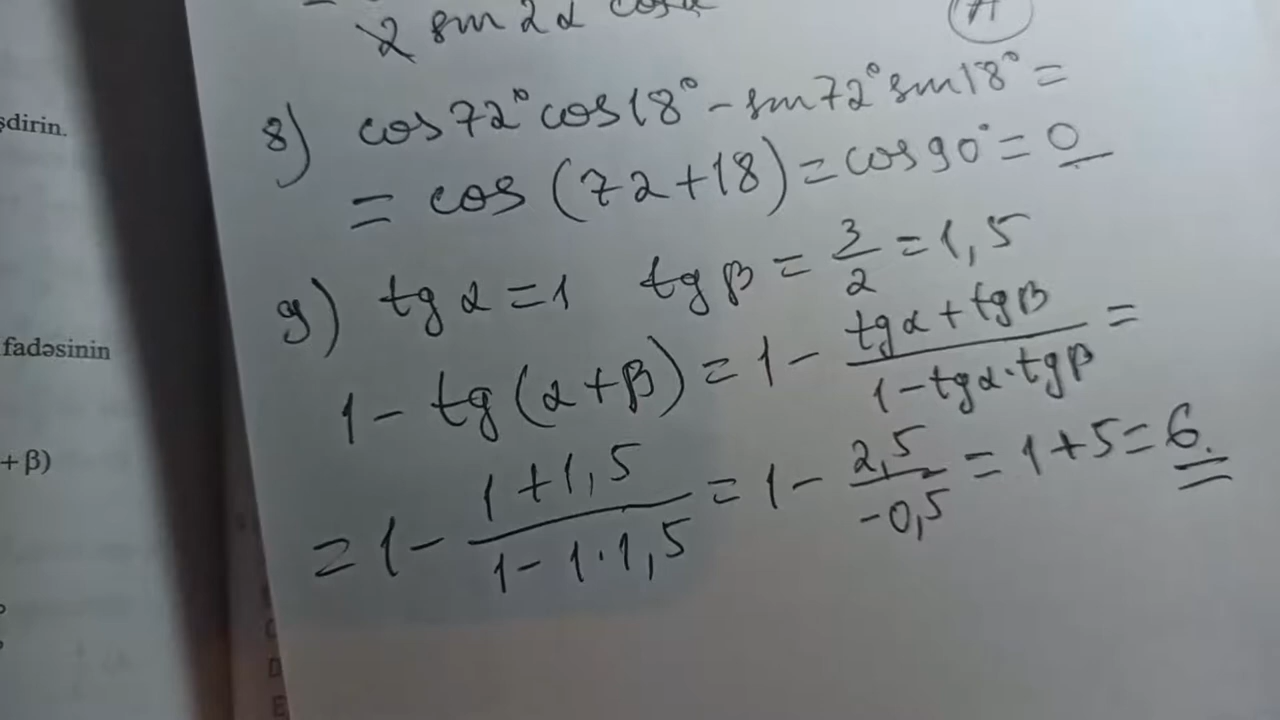 2 sin 2α cosα
A
8) cos72° cos18° - sin72° sin18° =
= cos (72+18) = cos90° = 0
9) tgα = 1 tgβ = 3/2 = 1,5
1 - tg(α+β) = 1 - (tgα + tgβ)/(1 - tgα·tgβ) =
= 1 - (1+1,5)/(1-1·1,5) = 1 - 2,5/-0,5 = 1+5 = 6.
şdirin.
fadəsinin
+ β)
D
E